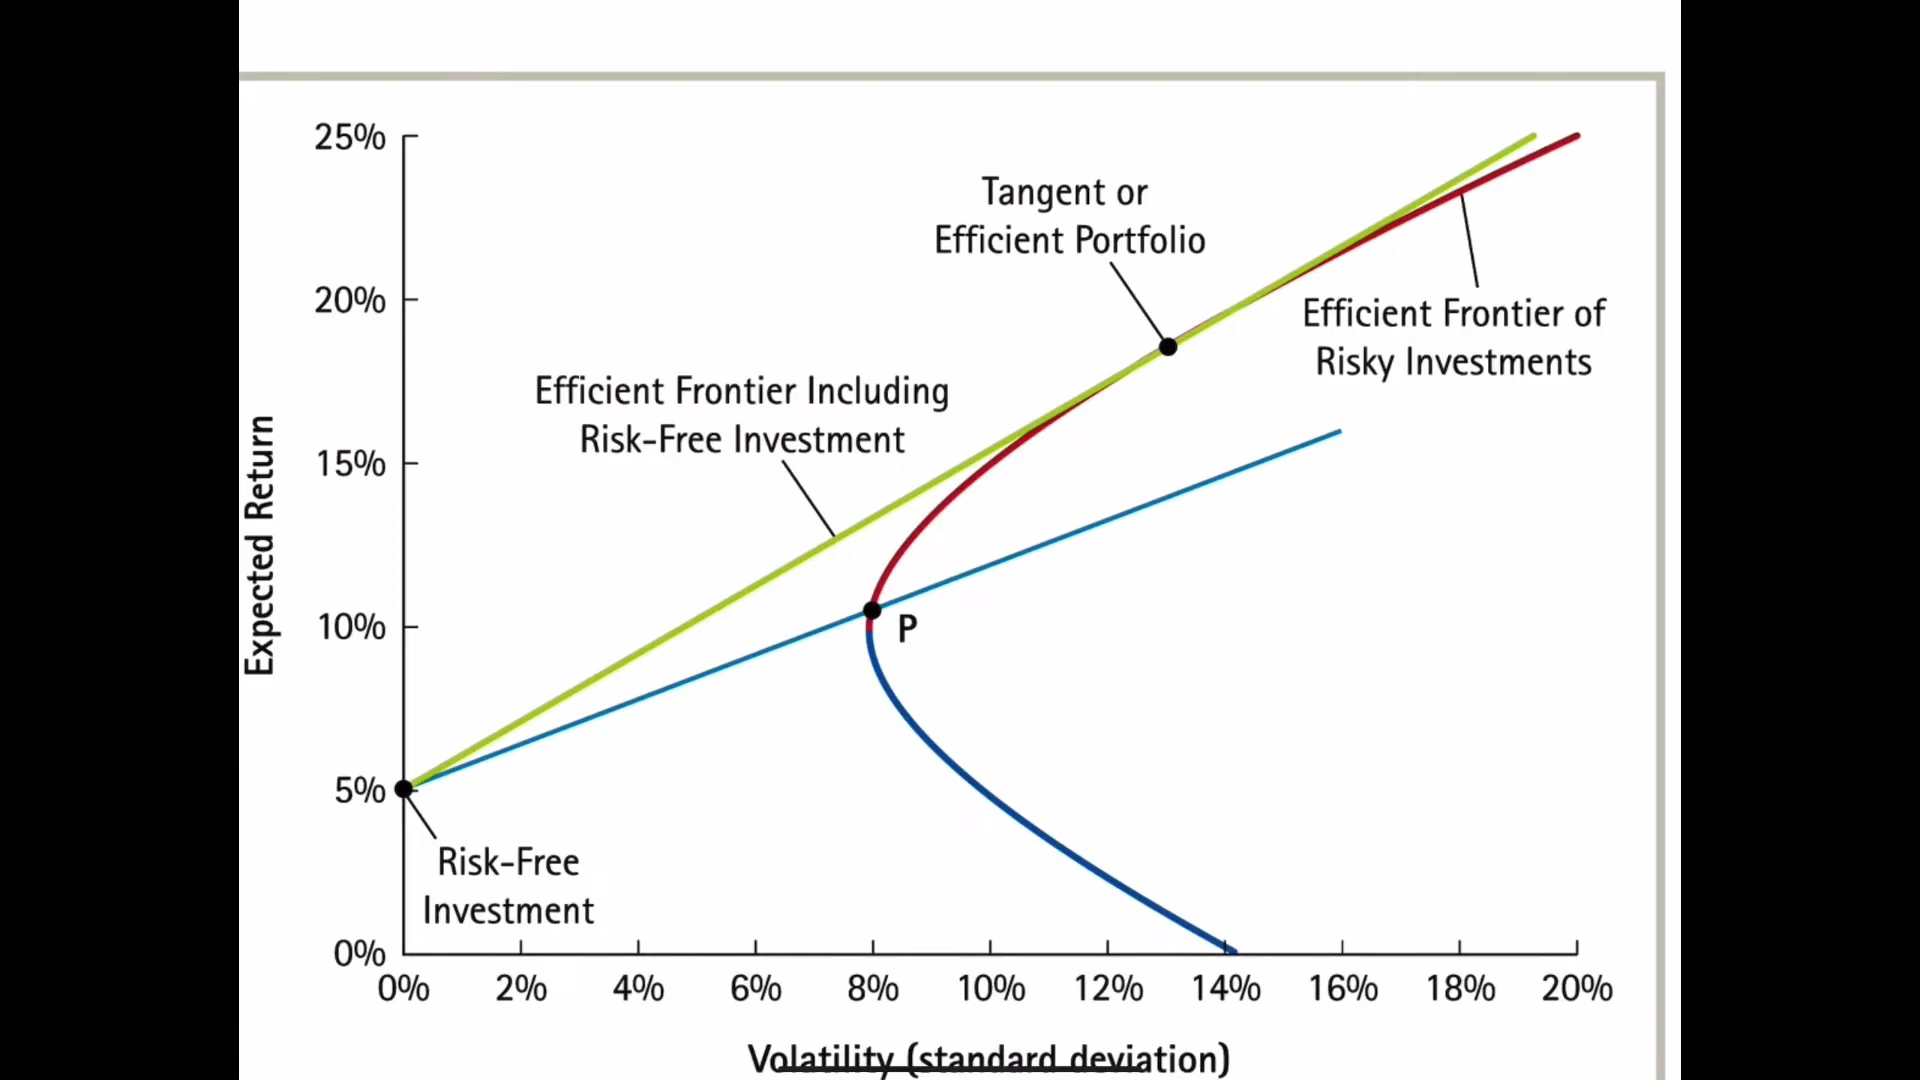 25%
Tangent or
Efficient Portfolio
20%
Efficient Frontier of
Risky Investments
Efficient Frontier Including
Risk-Free Investment
15%
Expected Return
10%
P
5%
Risk-Free
Investment
0%
0% 2% 4% 6% 8% 10% 12% 14% 16% 18% 20%
Volatility (standard deviation)